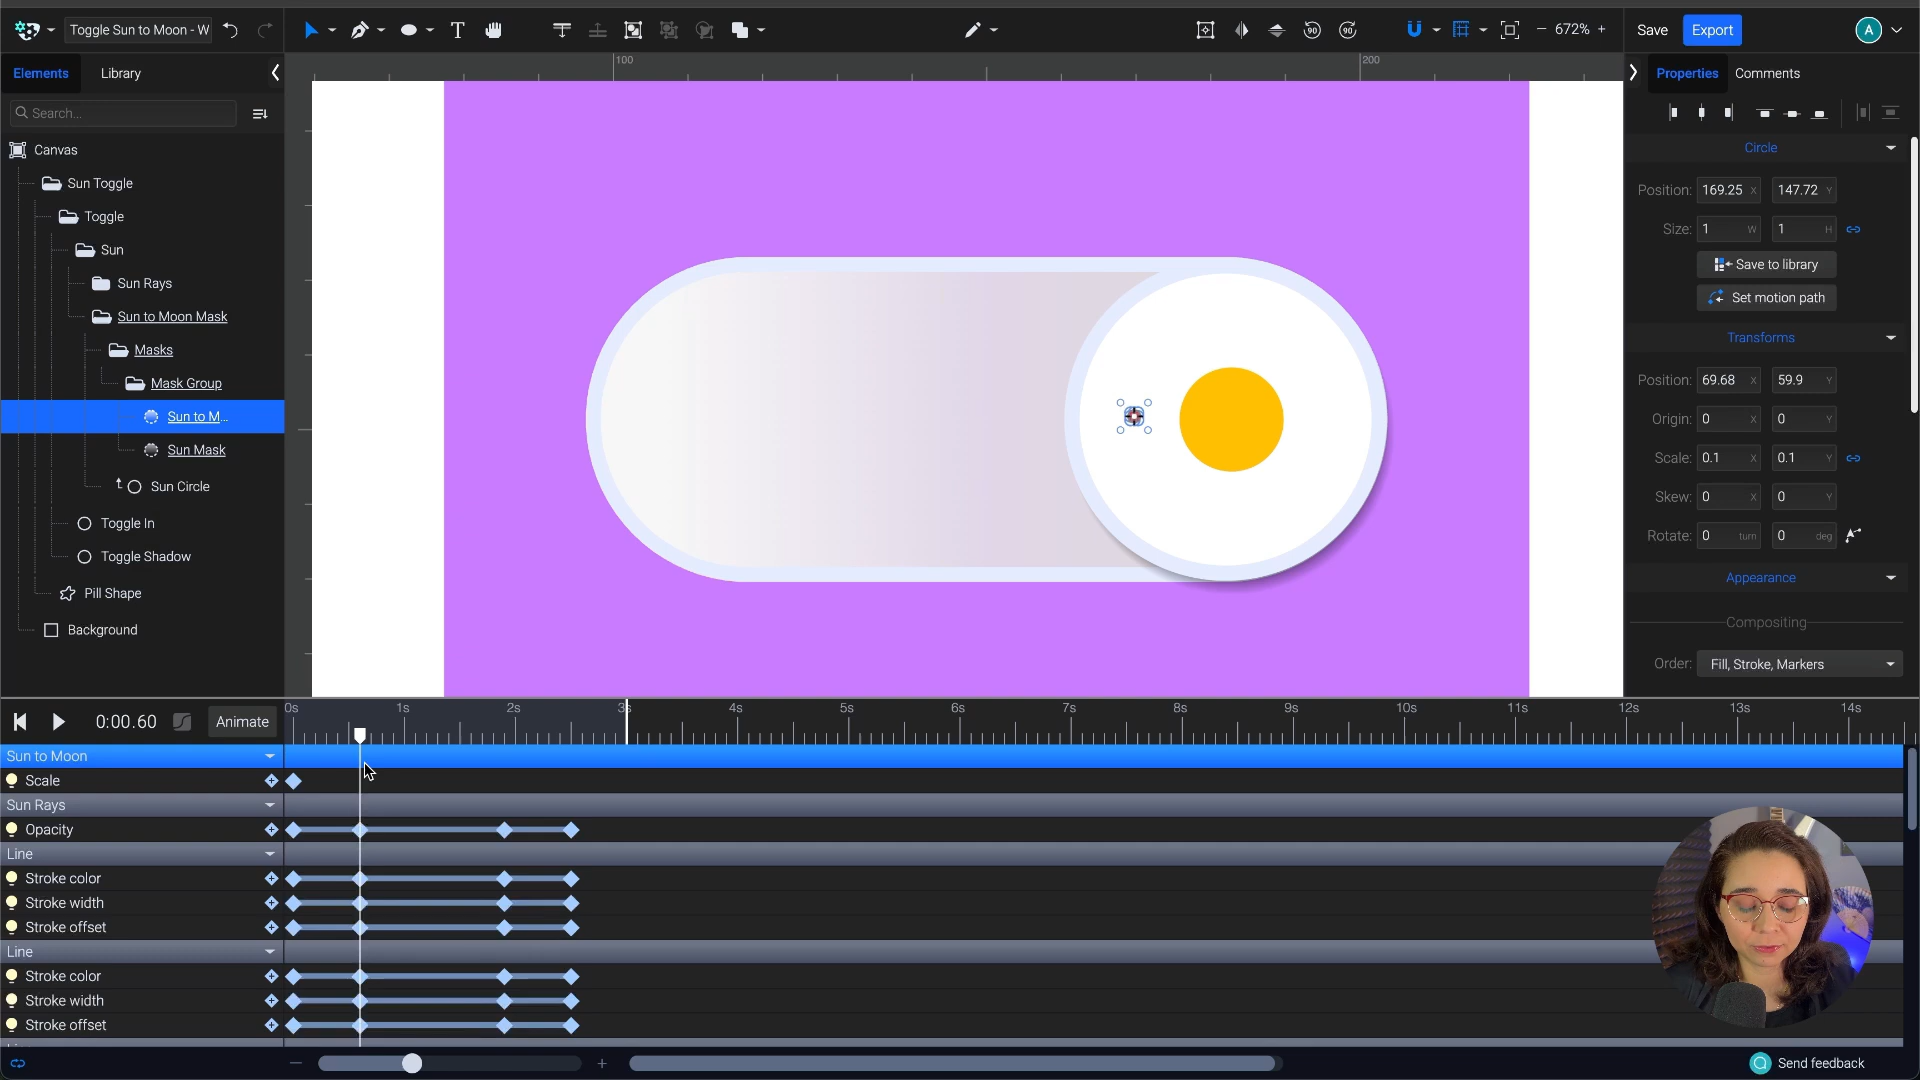 Toggle Sun to Moon - W
672%
Save
Export
A
Elements
Library
Search...
Canvas
Sun Toggle
Toggle
Sun
Sun Rays
Sun to Moon Mask
Masks
Mask Group
Sun to M...
Sun Mask
Sun Circle
Toggle In
Toggle Shadow
Pill Shape
Background
100
200
90
90
Properties
Comments
Circle
Position: 169.25 X 147.72 Y
Size: 1 W 1 H
Save to library
Set motion path
Transforms
Position: 69.68 X 59.9 Y
Origin: 0 X 0 Y
Scale: 0.1 X 0.1 Y
Skew: 0 X 0 Y
Rotate: 0 turn 0 deg
Appearance
Compositing
Order: Fill, Stroke, Markers
0:00.60
Animate
0s 1s 2s 3s 4s 5s 6s 7s 8s 9s 10s 11s 12s 13s 14s
Sun to Moon
Scale
Sun Rays
Opacity
Line
Stroke color
Stroke width
Stroke offset
Line
Stroke color
Stroke width
Stroke offset
Send feedback